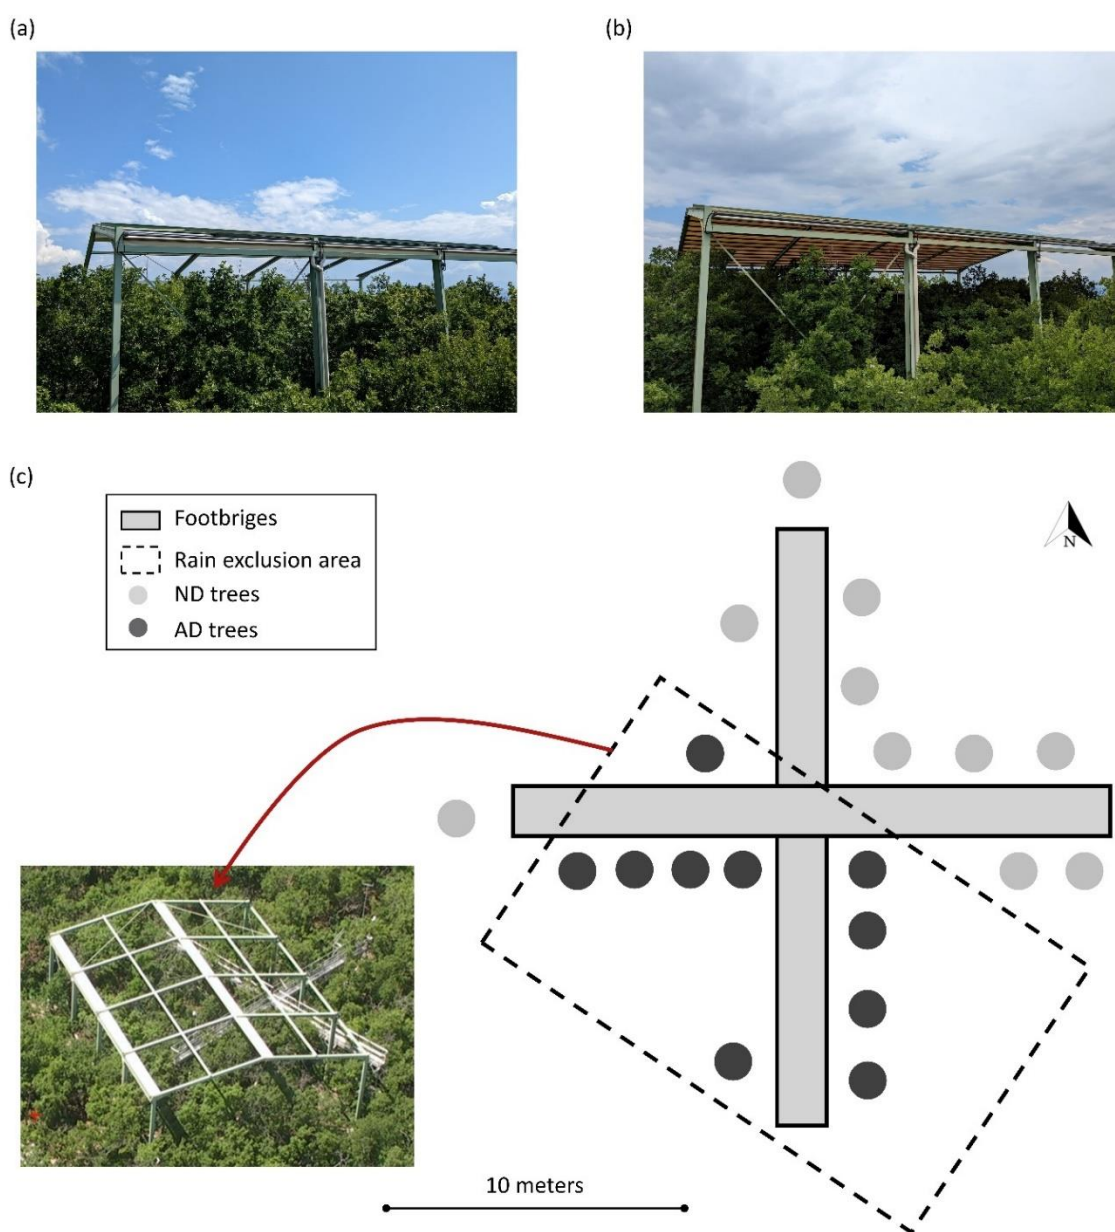 (a)
(b)
(c)
Footbriges
Rain exclusion area
ND trees
AD trees
N
10 meters